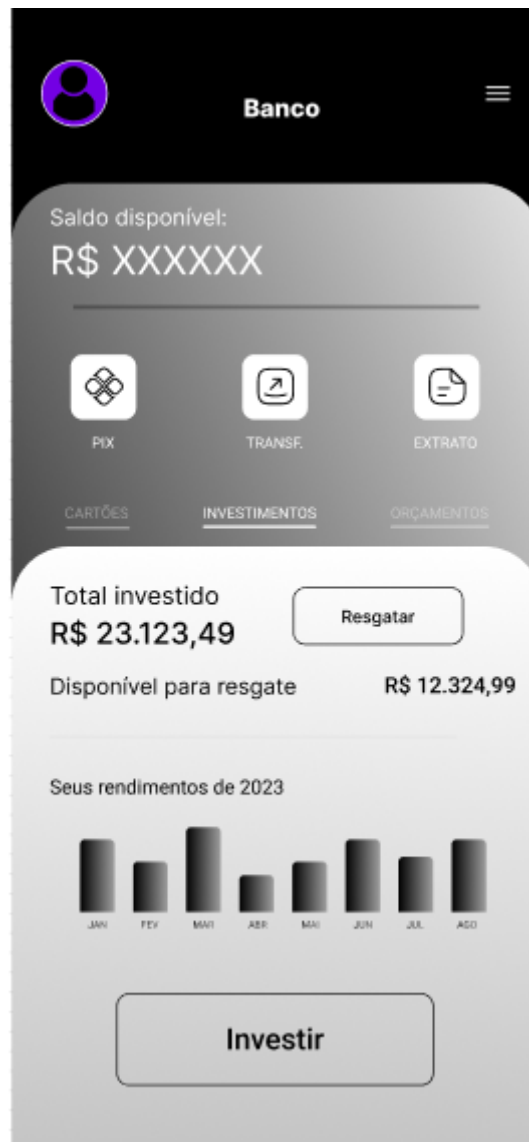 Banco
Saldo disponível:
R$ XXXXXX
PIX TRANSF. EXTRATO
CARTÕES INVESTIMENTOS ORÇAMENTOS
Total investido
R$ 23.123,49
Resgatar
Disponível para resgate R$ 12.324,99
Seus rendimentos de 2023
JAN FEV MAR ABR MAI JUN JUL AGO
Investir